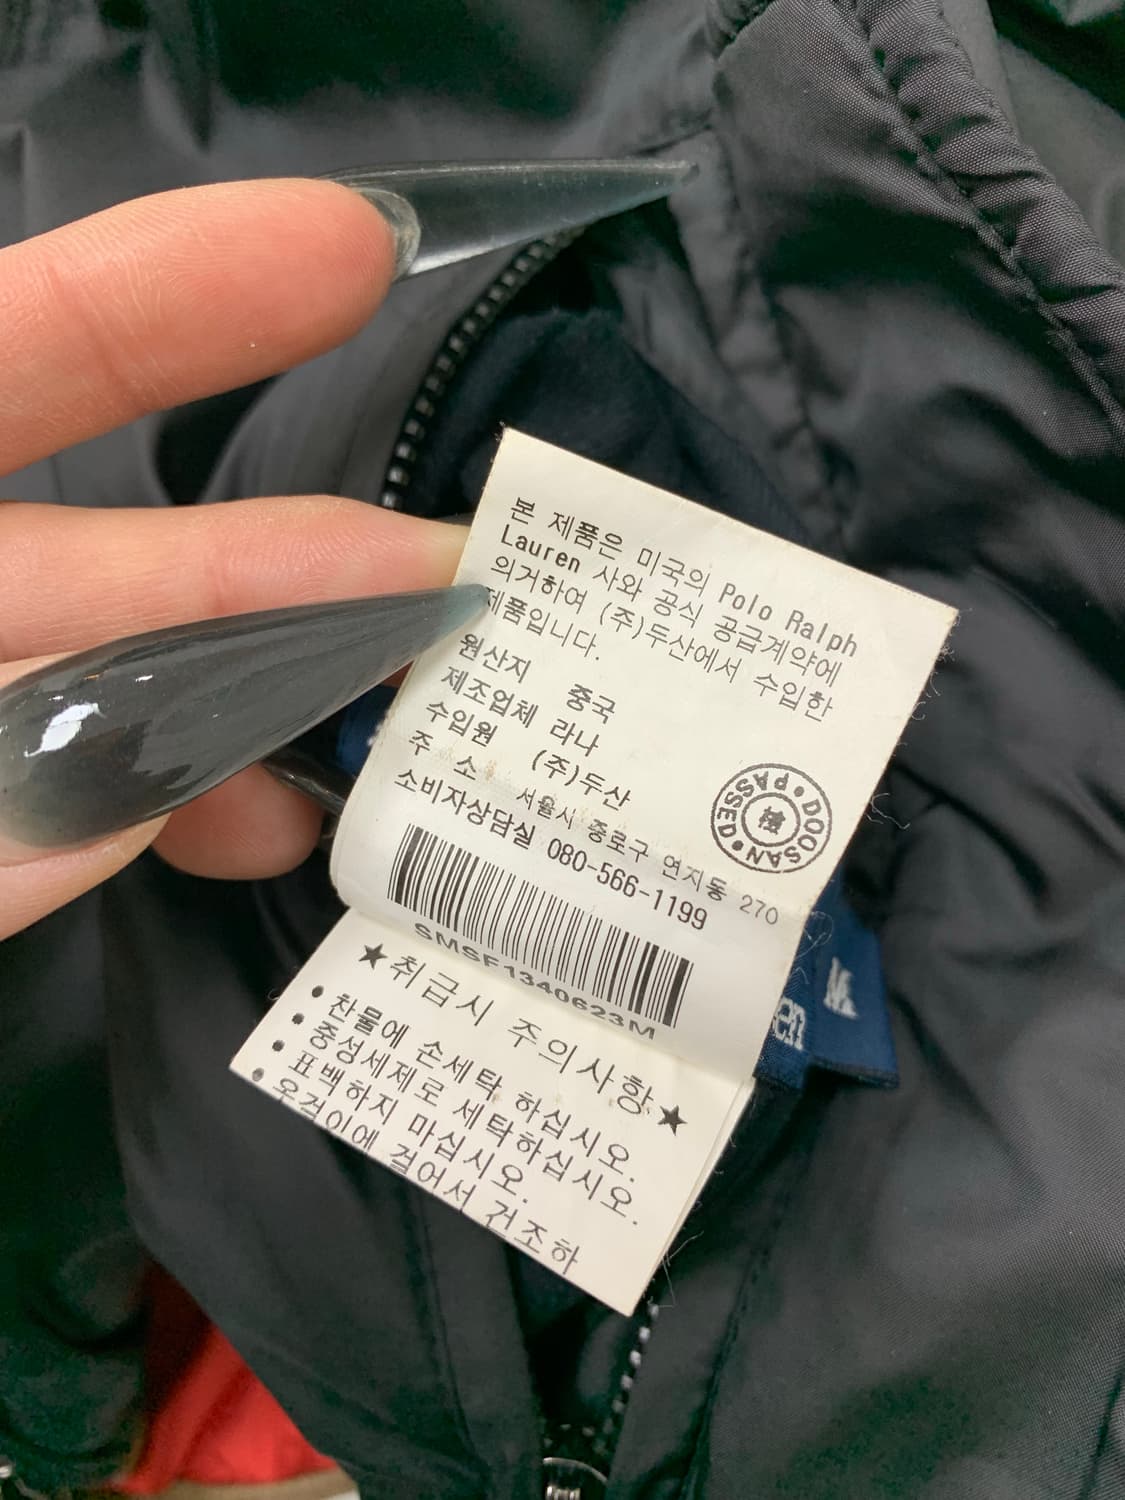 본 제품은 미국의 Polo Ralph
Lauren 사와 공식 공급계약에
의거하여 (주)두산에서 수입한
제품입니다.
원산지 중국
제조업체 라나
수입원 (주)두산
주 소 서울시 중로구 연지동 270
소비자상담실 080-566-1199
DOOSAN PASSED
SMSF1340623M
★취급시 주의사항★
• 찬물에 손세탁 하십시오.
• 중성세제로 세탁하십시오.
• 표백하지 마십시오.
• 옷걸이에 걸어서 건조하
en M